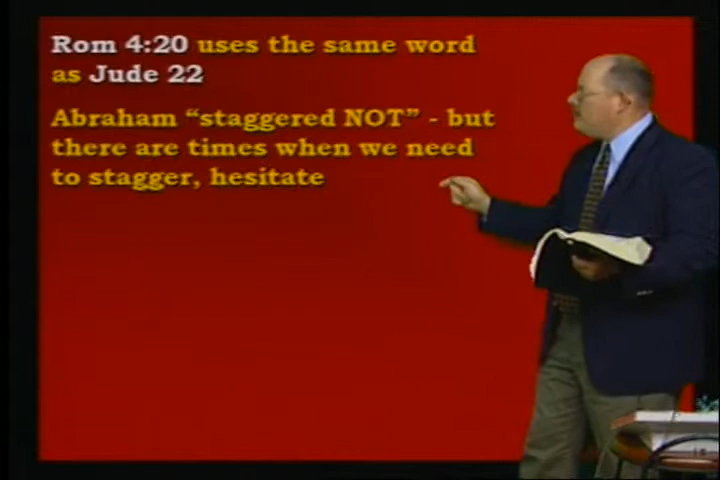 Rom 4:20 uses the same word
as Jude 22
Abraham “staggered NOT” - but
there are times when we need
to stagger, hesitate